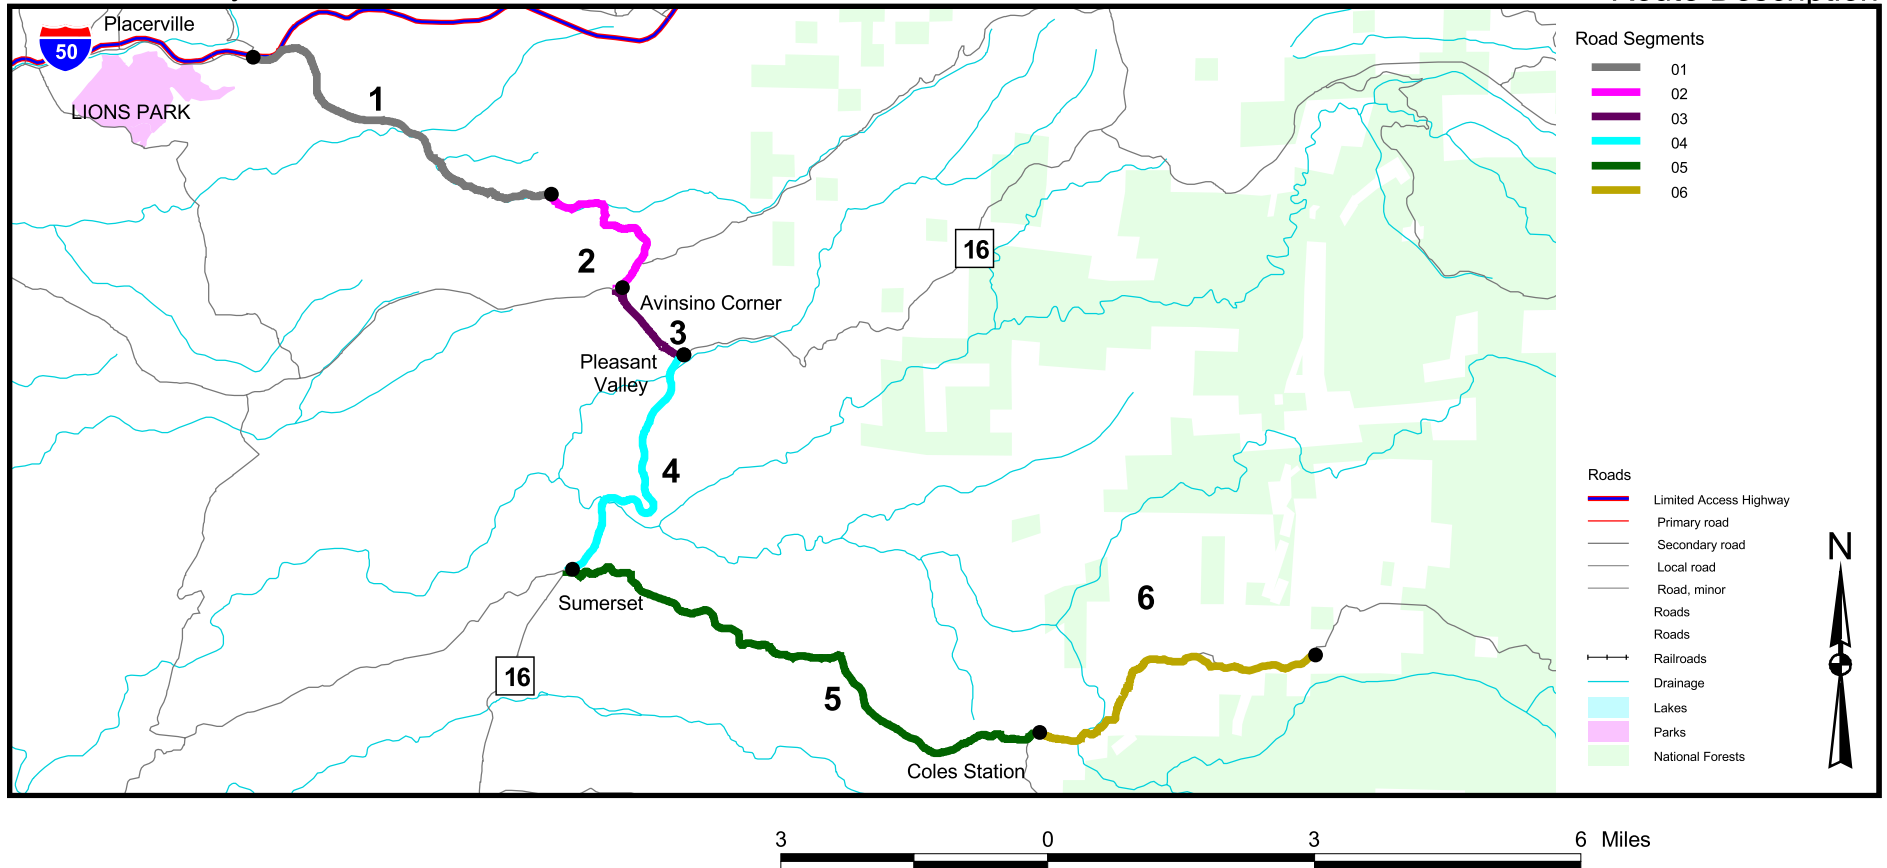 Route Description
Placerville
50
LIONS PARK
1
2
16
Avinsino Corner
3
Pleasant
Valley
4
Sumerset
16
5
6
Coles Station
Road Segments
01
02
03
04
05
06
Roads
Limited Access Highway
Primary road
Secondary road
Local road
Road, minor
Roads
Roads
Railroads
Drainage
Lakes
Parks
National Forests
N
3 0 3 6 Miles